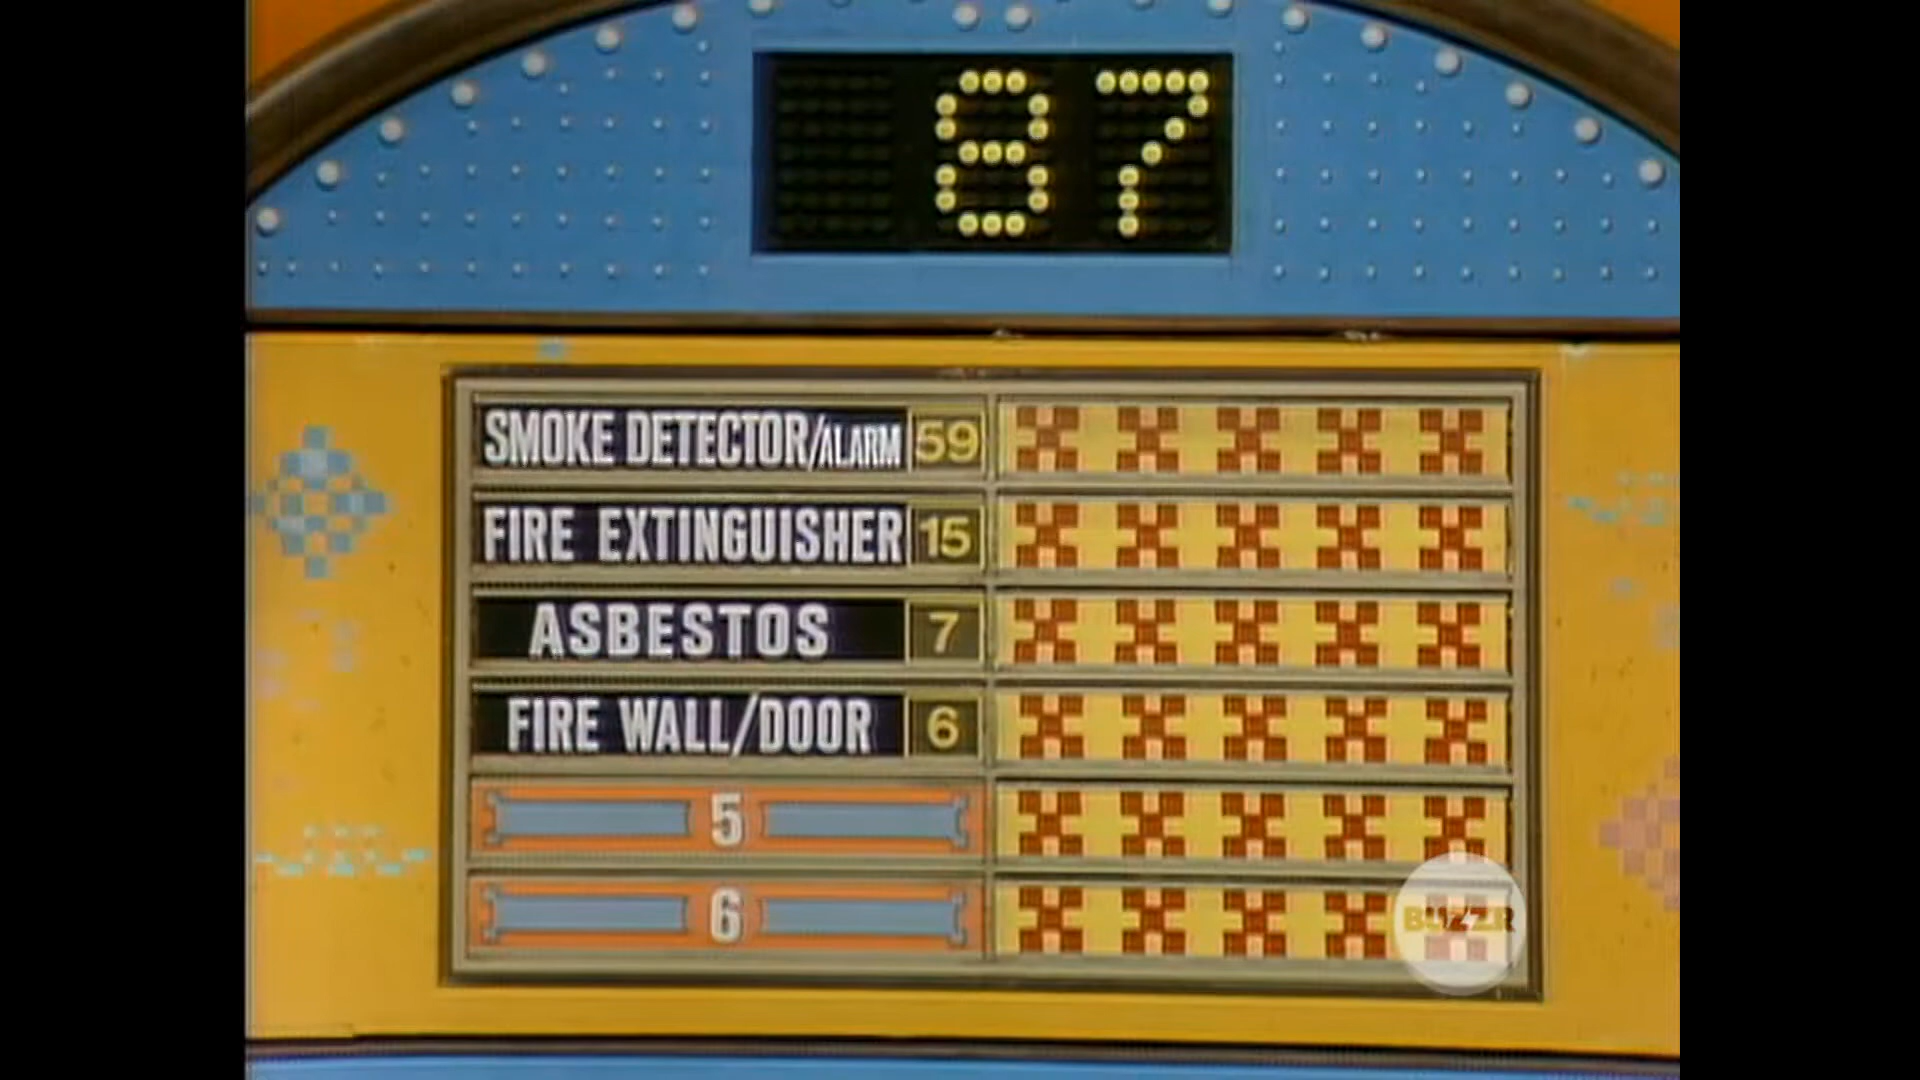 87
SMOKE DETECTOR/ALARM 59
FIRE EXTINGUISHER 15
ASBESTOS 7
FIRE WALL/DOOR 6
5
6
BUZZR